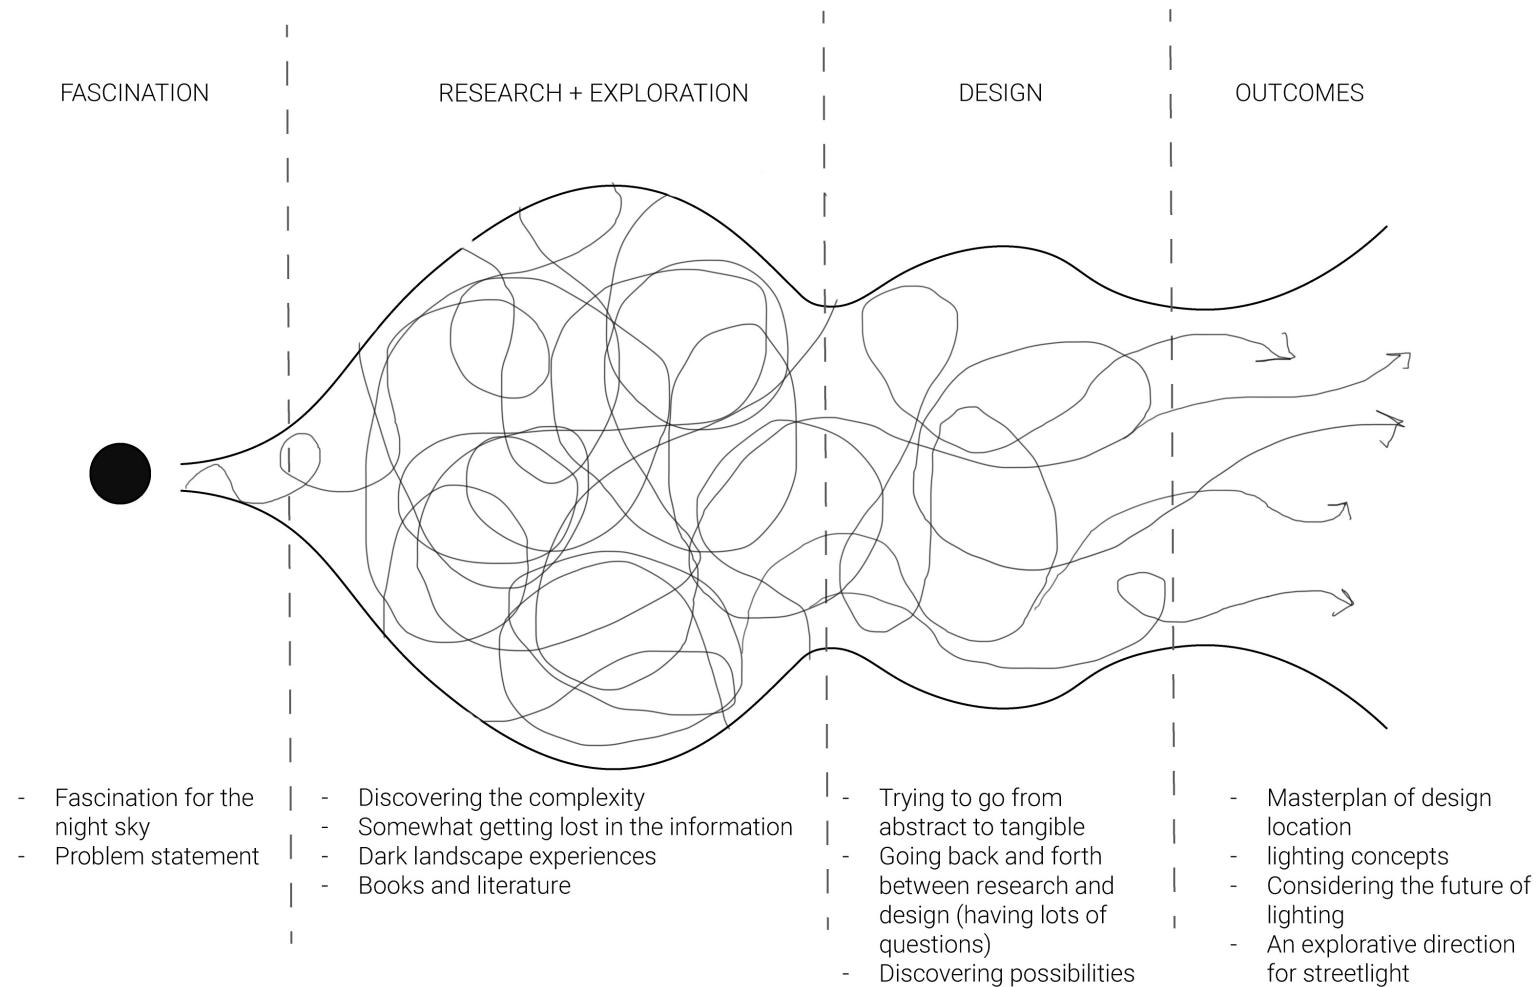 FASCINATION
RESEARCH + EXPLORATION
DESIGN
OUTCOMES
- Fascination for the
night sky
- Problem statement
- Discovering the complexity
- Somewhat getting lost in the information
- Dark landscape experiences
- Books and literature
- Trying to go from
abstract to tangible
- Going back and forth
between research and
design (having lots of
questions)
- Discovering possibilities
- Masterplan of design
location
- lighting concepts
- Considering the future of
lighting
- An explorative direction
for streetlight